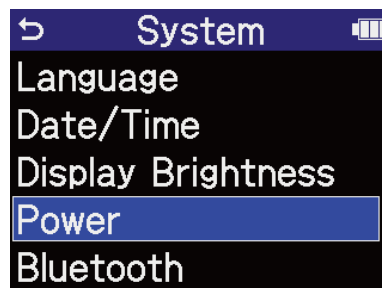 System
Language
Date/Time
Display Brightness
Power
Bluetooth